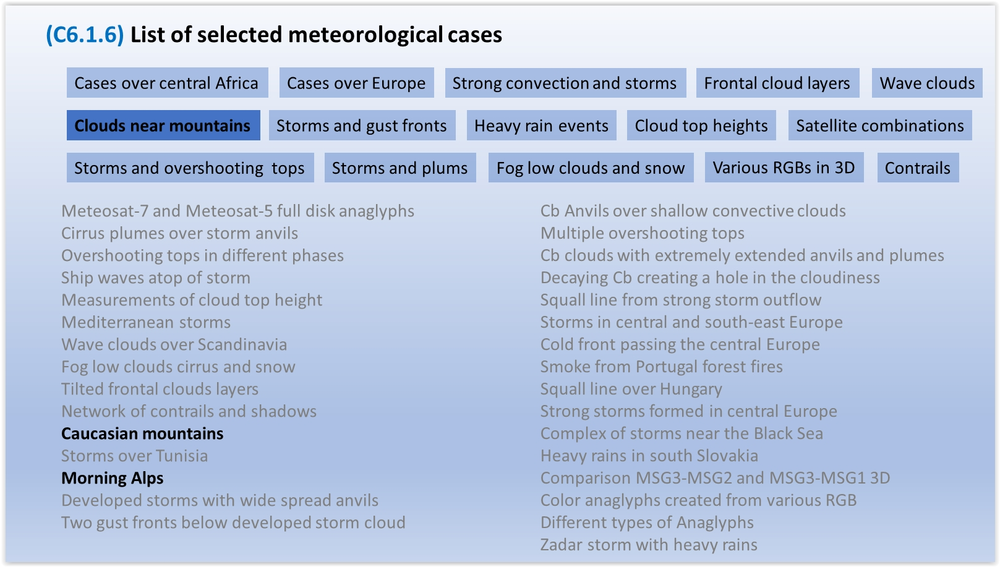 (C6.1.6) List of selected meteorological cases
Cases over central Africa Cases over Europe Strong convection and storms Frontal cloud layers Wave clouds
Clouds near mountains Storms and gust fronts Heavy rain events Cloud top heights Satellite combinations
Storms and overshooting tops Storms and plums Fog low clouds and snow Various RGBs in 3D Contrails
Meteosat-7 and Meteosat-5 full disk anaglyphs
Cirrus plumes over storm anvils
Overshooting tops in different phases
Ship waves atop of storm
Measurements of cloud top height
Mediterranean storms
Wave clouds over Scandinavia
Fog low clouds cirrus and snow
Tilted frontal clouds layers
Network of contrails and shadows
Caucasian mountains
Storms over Tunisia
Morning Alps
Developed storms with wide spread anvils
Two gust fronts below developed storm cloud
Cb Anvils over shallow convective clouds
Multiple overshooting tops
Cb clouds with extremely extended anvils and plumes
Decaying Cb creating a hole in the cloudiness
Squall line from strong storm outflow
Storms in central and south-east Europe
Cold front passing the central Europe
Smoke from Portugal forest fires
Squall line over Hungary
Strong storms formed in central Europe
Complex of storms near the Black Sea
Heavy rains in south Slovakia
Comparison MSG3-MSG2 and MSG3-MSG1 3D
Color anaglyphs created from various RGB
Different types of Anaglyphs
Zadar storm with heavy rains